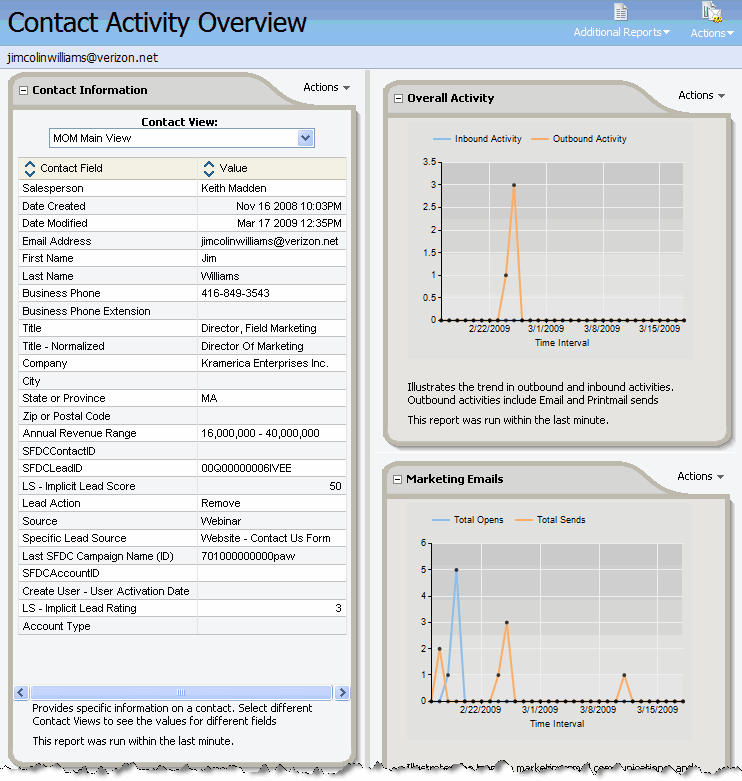 Contact Activity Overview
Additional Reports
Actions
jimcolinwilliams@verizon.net
Contact Information
Actions
Contact View:
MOM Main View
Contact Field Value
Salesperson Keith Madden
Date Created Nov 16 2008 10:03PM
Date Modified Mar 17 2009 12:35PM
Email Address jimcolinwilliams@verizon.net
First Name Jim
Last Name Williams
Business Phone 416-849-3543
Business Phone Extension
Title Director, Field Marketing
Title - Normalized Director Of Marketing
Company Kramerica Enterprises Inc.
City
State or Province MA
Zip or Postal Code
Annual Revenue Range 16,000,000 - 40,000,000
SFDCContactID
SFDCLeadID 00Q00000006IVEE
LS - Implicit Lead Score 50
Lead Action Remove
Source Webinar
Specific Lead Source Website - Contact Us Form
Last SFDC Campaign Name (ID) 701000000000paw
SFDCAccountID
Create User - User Activation Date
LS - Implicit Lead Rating 3
Account Type
Provides specific information on a contact. Select different
Contact Views to see the values for different fields
This report was run within the last minute.
Overall Activity
Actions
Inbound Activity Outbound Activity
3.5
3
2.5
2
1.5
1
0.5
0
2/22/2009 3/1/2009 3/8/2009 3/15/2009
Time Interval
Illustrates the trend in outbound and inbound activities.
Outbound activities include Email and Printmail sends
This report was run within the last minute.
Marketing Emails
Actions
Total Opens Total Sends
6
5
4
3
2
1
0
2/22/2009 3/1/2009 3/8/2009 3/15/2009
Time Interval